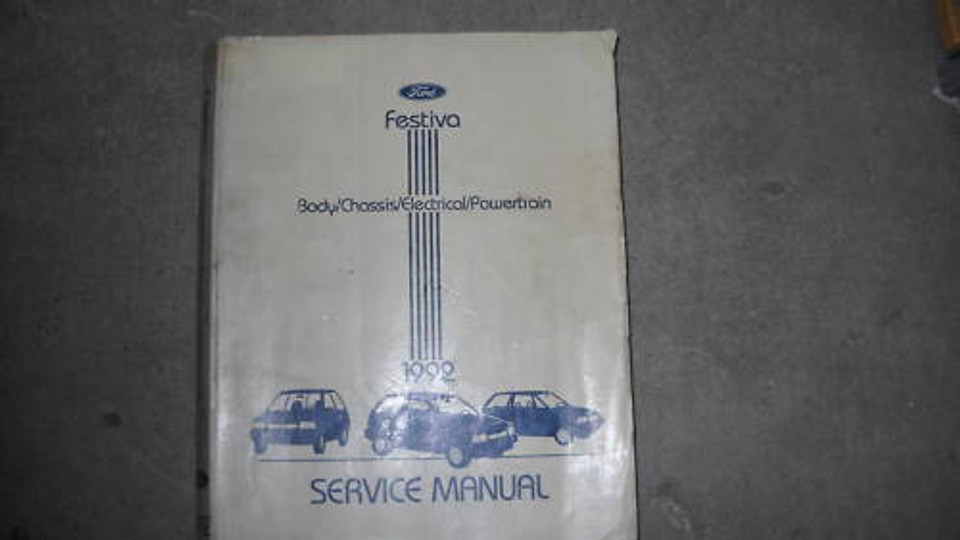 Ford
Festiva
Body/Chassis/Electrical/Powertrain
1992
SERVICE MANUAL